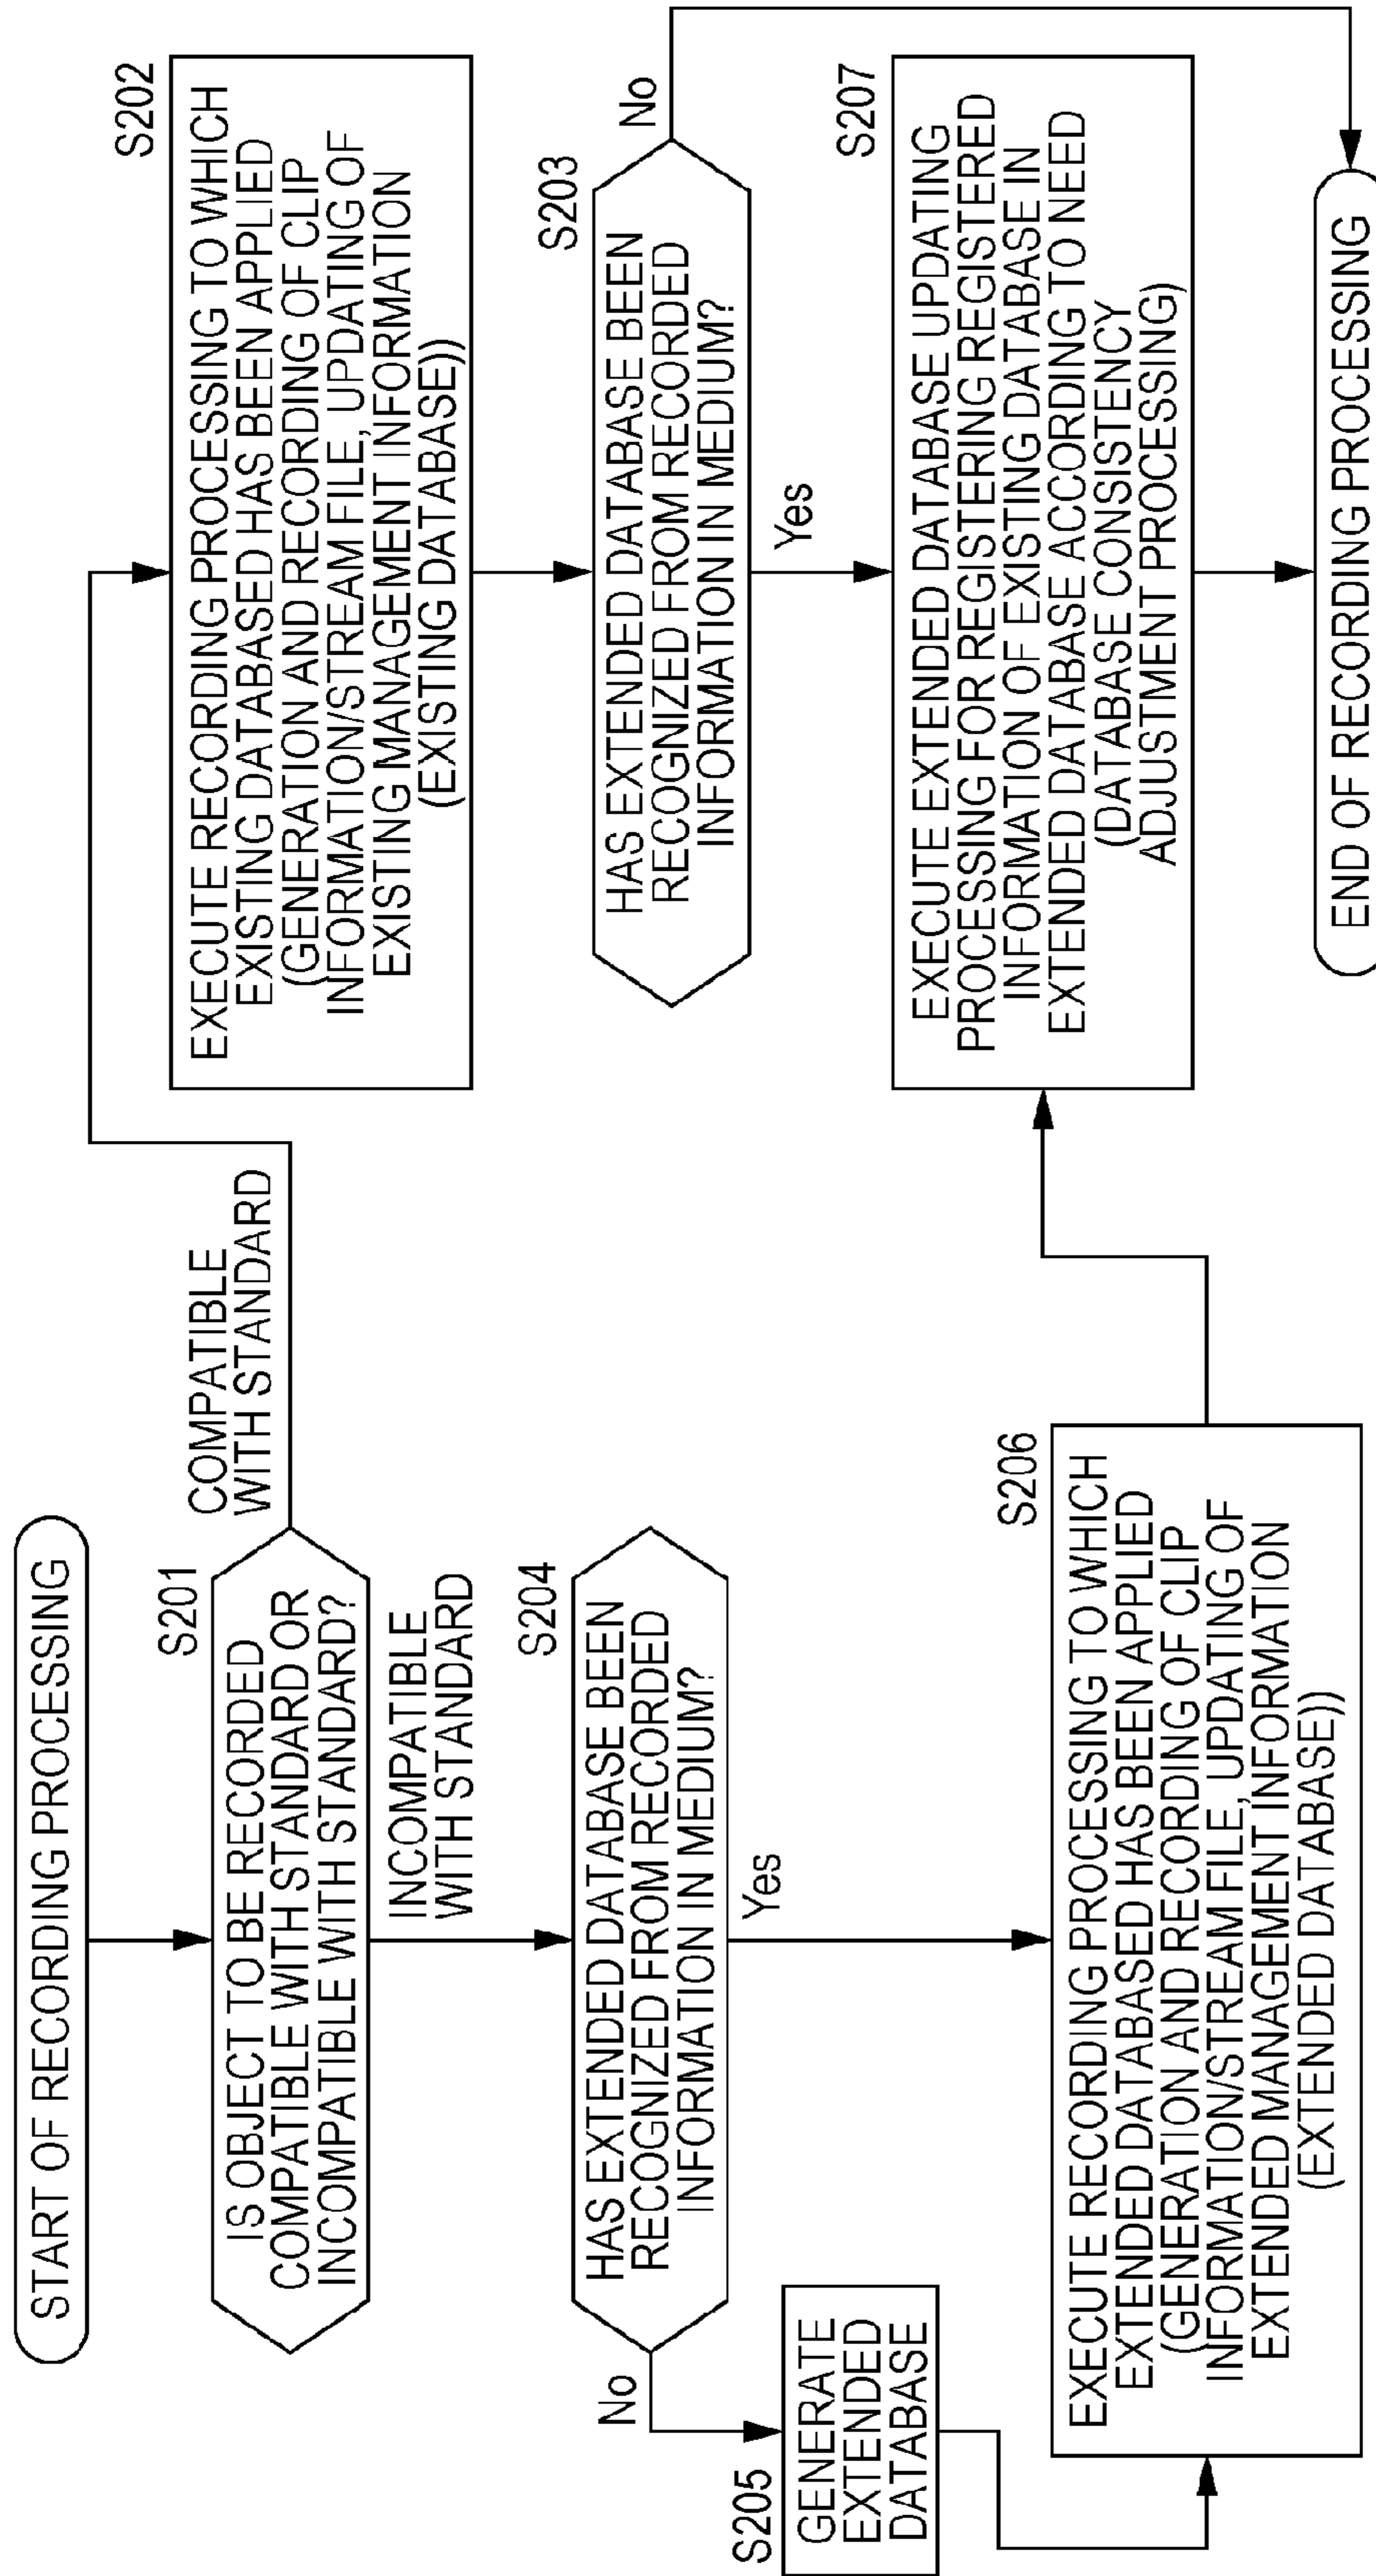 START OF RECORDING PROCESSING
S201
IS OBJECT TO BE RECORDED
COMPATIBLE WITH STANDARD OR
INCOMPATIBLE WITH STANDARD?
COMPATIBLE
WITH STANDARD
INCOMPATIBLE
WITH STANDARD
S202
EXECUTE RECORDING PROCESSING TO WHICH
EXISTING DATABASED HAS BEEN APPLIED
(GENERATION AND RECORDING OF CLIP
INFORMATION/STREAM FILE, UPDATING OF
EXISTING MANAGEMENT INFORMATION
(EXISTING DATABASE))
S203
HAS EXTENDED DATABASE BEEN
RECOGNIZED FROM RECORDED
INFORMATION IN MEDIUM?
No
Yes
S204
HAS EXTENDED DATABASE BEEN
RECOGNIZED FROM RECORDED
INFORMATION IN MEDIUM?
No
Yes
S205
GENERATE
EXTENDED
DATABASE
S206
EXECUTE RECORDING PROCESSING TO WHICH
EXTENDED DATABASED HAS BEEN APPLIED
(GENERATION AND RECORDING OF CLIP
INFORMATION/STREAM FILE, UPDATING OF
EXTENDED MANAGEMENT INFORMATION
(EXTENDED DATABASE))
S207
EXECUTE EXTENDED DATABASE UPDATING
PROCESSING FOR REGISTERING REGISTERED
INFORMATION OF EXISTING DATABASE IN
EXTENDED DATABASE ACCORDING TO NEED
(DATABASE CONSISTENCY
ADJUSTMENT PROCESSING)
END OF RECORDING PROCESSING